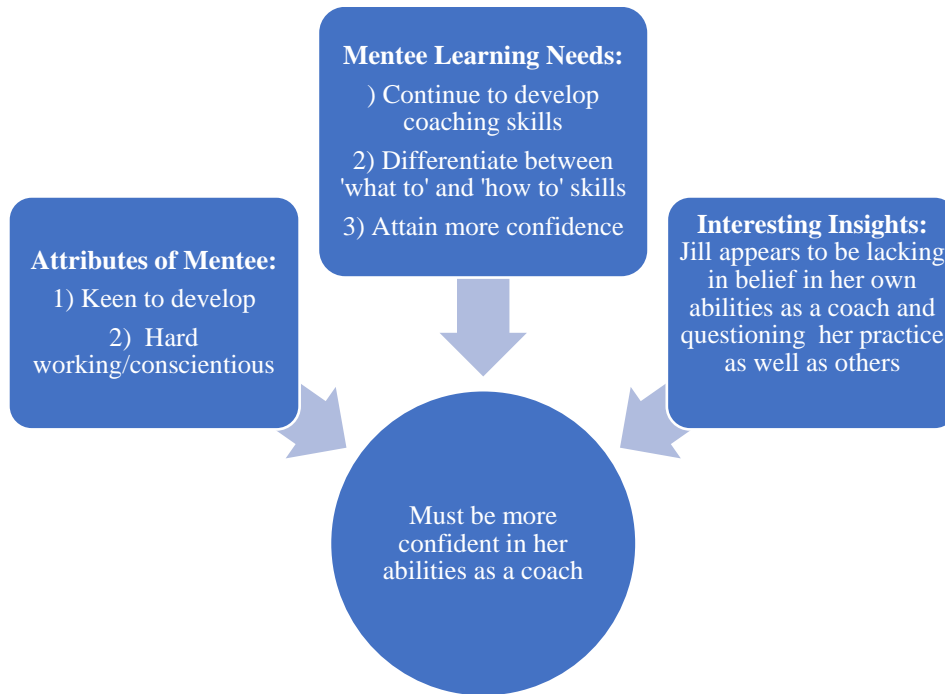 Mentee Learning Needs:
) Continue to develop
coaching skills
2) Differentiate between
'what to' and 'how to' skills
3) Attain more confidence
Attributes of Mentee:
1) Keen to develop
2) Hard
working/conscientious
Interesting Insights:
Jill appears to be lacking
in belief in her own
abilities as a coach and
questioning her practice
as well as others
Must be more
confident in her
abilities as a coach